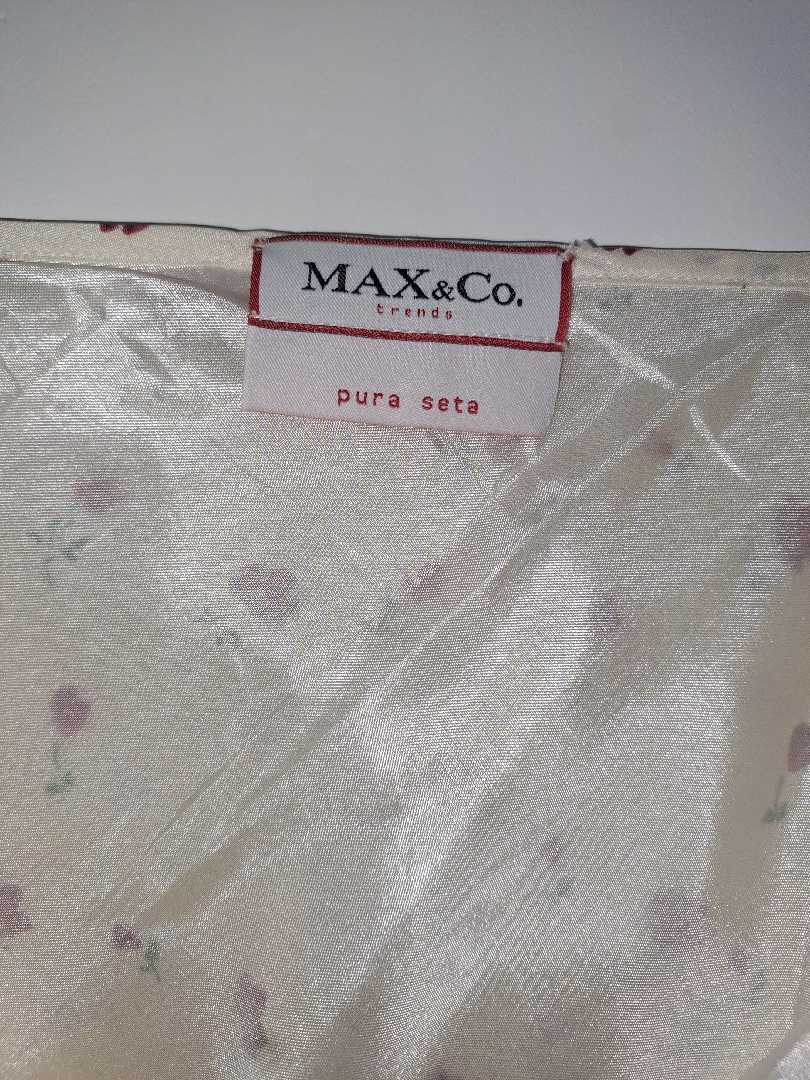 MAX&Co.
trends
pura seta